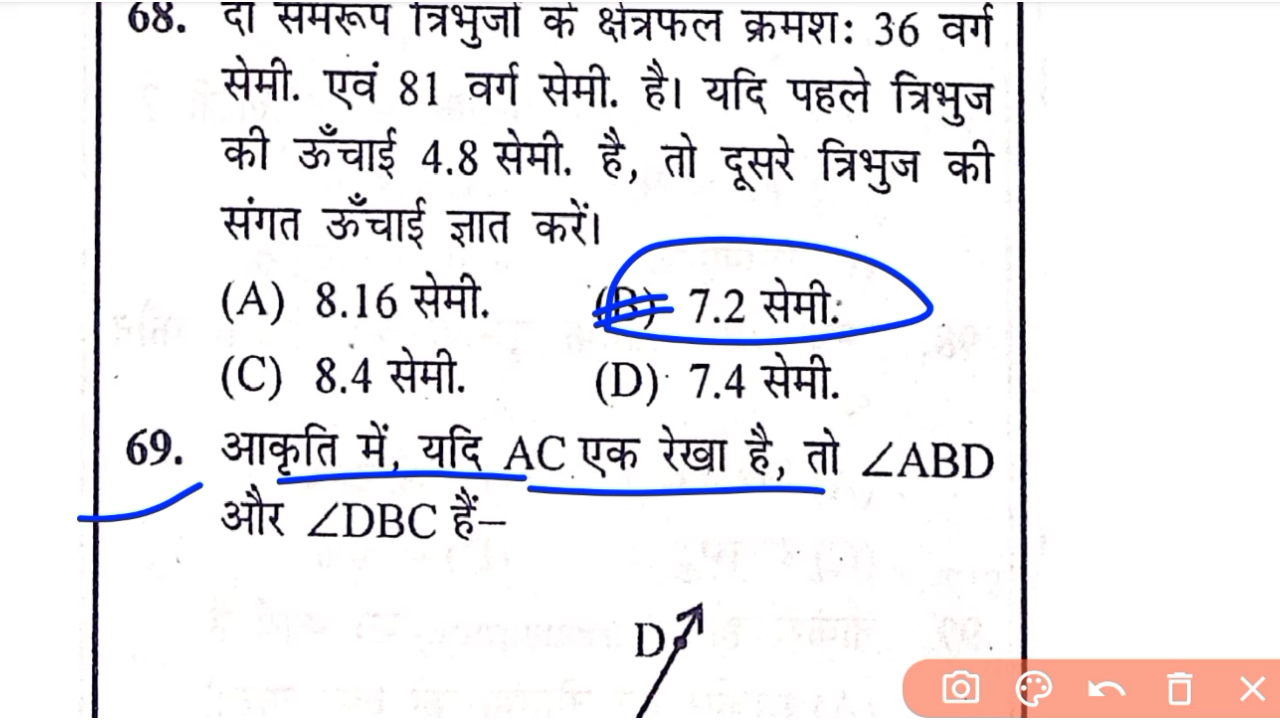 68. दो समरूप त्रिभुजों के क्षेत्रफल क्रमशः 36 वर्ग
सेमी. एवं 81 वर्ग सेमी. है। यदि पहले त्रिभुज
की ऊँचाई 4.8 सेमी. है, तो दूसरे त्रिभुज की
संगत ऊँचाई ज्ञात करें।
(A) 8.16 सेमी. (B) 7.2 सेमी.
(C) 8.4 सेमी. (D) 7.4 सेमी.
69. आकृति में, यदि AC एक रेखा है, तो ∠ABD
और ∠DBC हैं–
D